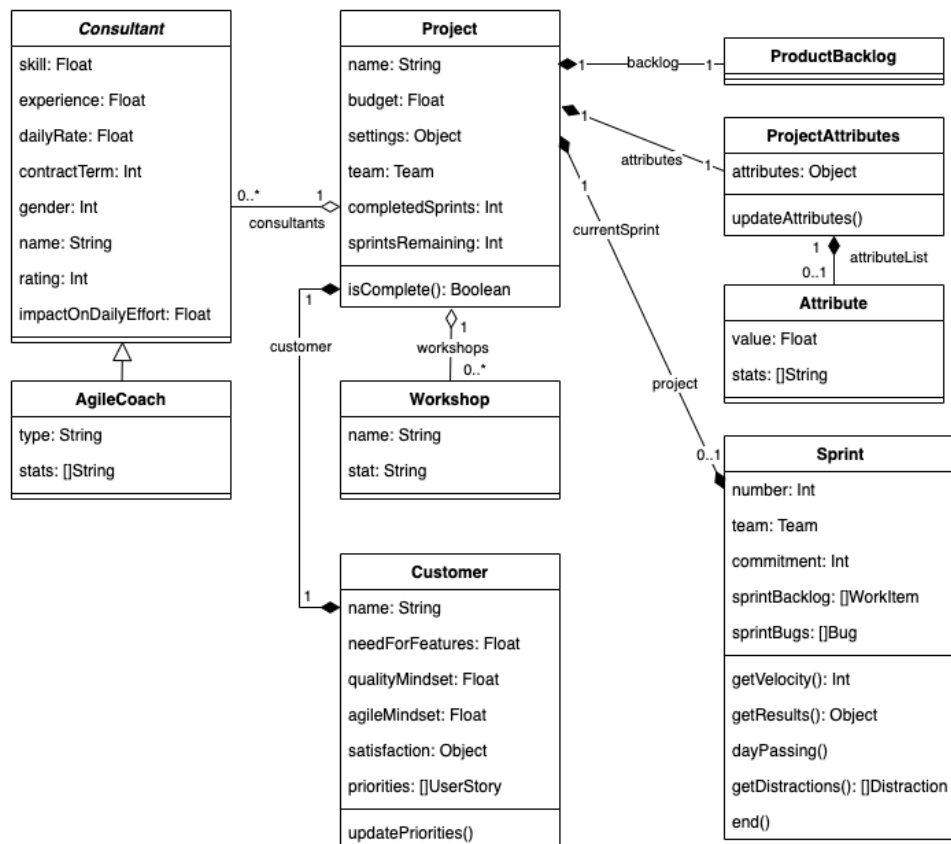 Consultant
skill: Float
experience: Float
dailyRate: Float
contractTerm: Int
gender: Int
name: String
rating: Int
impactOnDailyEffort: Float
AgileCoach
type: String
stats: []String
0..*
1
consultants
Project
name: String
budget: Float
settings: Object
team: Team
completedSprints: Int
sprintsRemaining: Int
isComplete(): Boolean
1
customer
1
1
workshops
0..*
Workshop
name: String
stat: String
Customer
name: String
needForFeatures: Float
qualityMindset: Float
agileMindset: Float
satisfaction: Object
priorities: []UserStory
updatePriorities()
1
backlog
1
ProductBacklog
1
attributes
1
ProjectAttributes
attributes: Object
updateAttributes()
1
attributeList
0..1
Attribute
value: Float
stats: []String
1
currentSprint
project
0..1
Sprint
number: Int
team: Team
commitment: Int
sprintBacklog: []WorkItem
sprintBugs: []Bug
getVelocity(): Int
getResults(): Object
dayPassing()
getDistractions(): []Distraction
end()